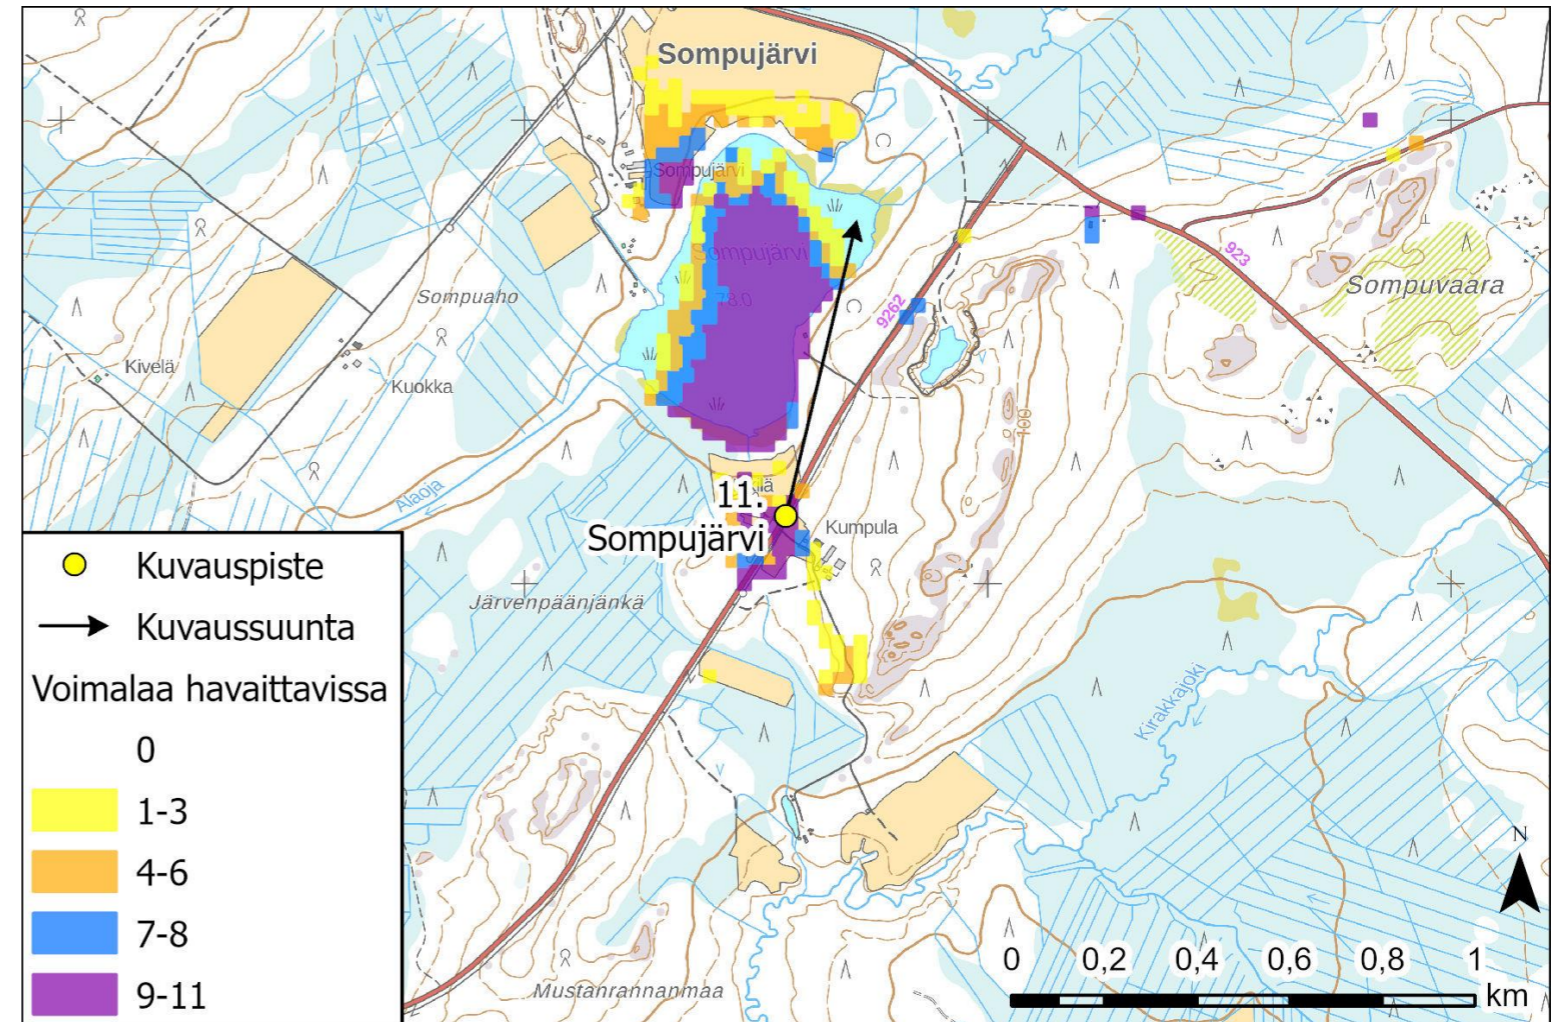 Sompujärvi
Sompujärvi
Sompujärvi
78.0
Sompuaho
Kivelä
Kuokka
9262
923
Sompuvaara
100
Alaoja
11.
Sompujärvi
Kumpula
Järvenpäänjänkä
Kirakkajoki
Mustanrannanmaa
Kuvauspiste
Kuvaussuunta
Voimalaa havaittavissa
0
1-3
4-6
7-8
9-11
N
0 0,2 0,4 0,6 0,8 1
km